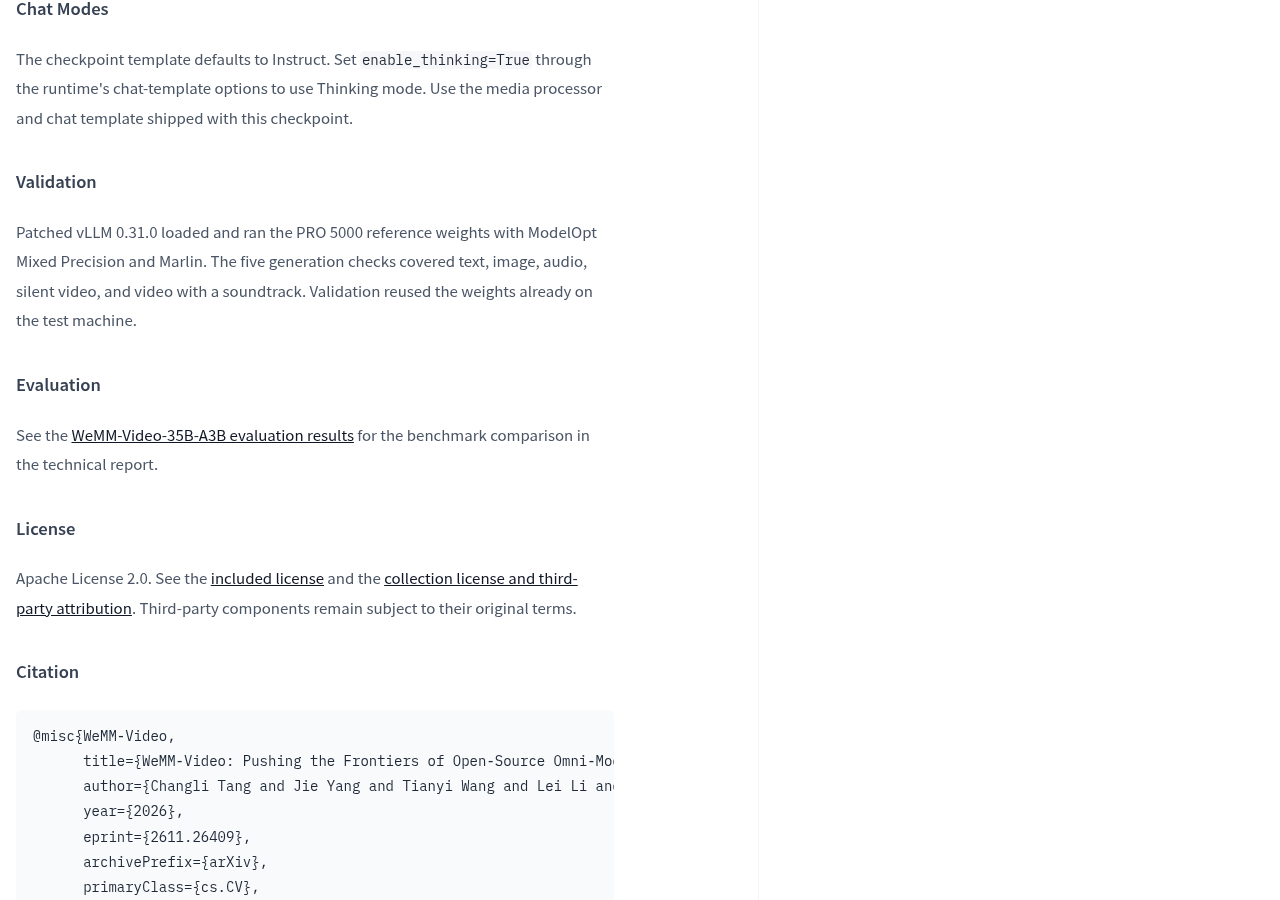 Chat Modes
The checkpoint template defaults to Instruct. Set enable_thinking=True through
the runtime's chat-template options to use Thinking mode. Use the media processor
and chat template shipped with this checkpoint.
Validation
Patched vLLM 0.31.0 loaded and ran the PRO 5000 reference weights with ModelOpt
Mixed Precision and Marlin. The five generation checks covered text, image, audio,
silent video, and video with a soundtrack. Validation reused the weights already on
the test machine.
Evaluation
See the WeMM-Video-35B-A3B evaluation results for the benchmark comparison in
the technical report.
License
Apache License 2.0. See the included license and the collection license and third-
party attribution. Third-party components remain subject to their original terms.
Citation
@misc{WeMM-Video,
title={WeMM-Video: Pushing the Frontiers of Open-Source
author={Changli Tang and Jie Yang and Tianyi Wang and Lei Li
year={2026},
eprint={2611.26409},
archivePrefix={arXiv},
primaryClass={cs.CV},